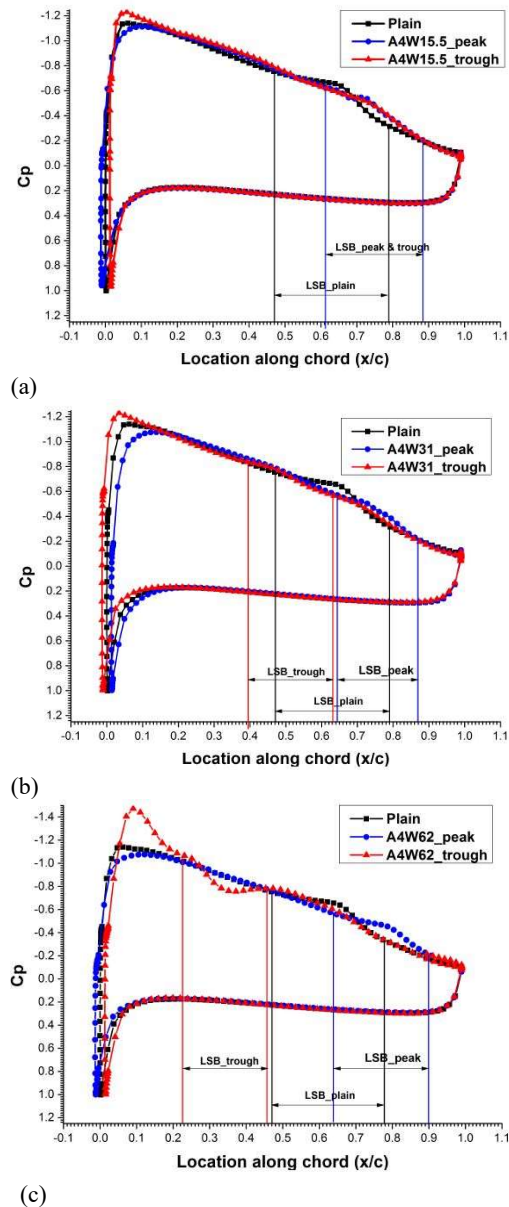 -1.2
-1.0
-0.8
-0.6
-0.4
-0.2
0.0
0.2
0.4
0.6
0.8
1.0
1.2
Cp
Plain
A4W15.5_peak
A4W15.5_trough
LSB_peak & trough
LSB_plain
-0.1 0.0 0.1 0.2 0.3 0.4 0.5 0.6 0.7 0.8 0.9 1.0 1.1
Location along chord (x/c)
(a)
-1.2
-1.0
-0.8
-0.6
-0.4
-0.2
0.0
0.2
0.4
0.6
0.8
1.0
1.2
Cp
Plain
A4W31_peak
A4W31_trough
LSB_trough LSB_peak
LSB_plain
-0.1 0.0 0.1 0.2 0.3 0.4 0.5 0.6 0.7 0.8 0.9 1.0 1.1
Location along chord (x/c)
(b)
-1.4
-1.2
-1.0
-0.8
-0.6
-0.4
-0.2
0.0
0.2
0.4
0.6
0.8
1.0
1.2
Cp
Plain
A4W62_peak
A4W62_trough
LSB_trough LSB_peak
LSB_plain
-0.1 0.0 0.1 0.2 0.3 0.4 0.5 0.6 0.7 0.8 0.9 1.0 1.1
Location along chord (x/c)
(c)